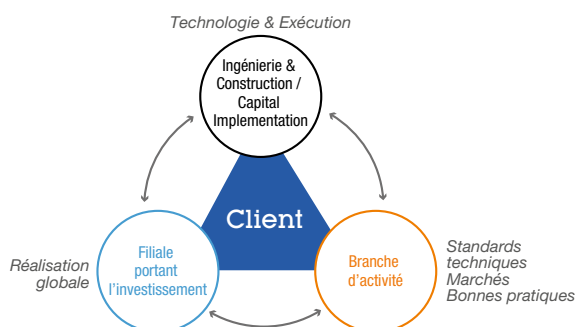 Technologie & Exécution
Ingénierie &
Construction /
Capital
Implementation
Client
Réalisation
globale
Filiale
portant
l'investissement
Branche
d'activité
Standards
techniques
Marchés
Bonnes pratiques